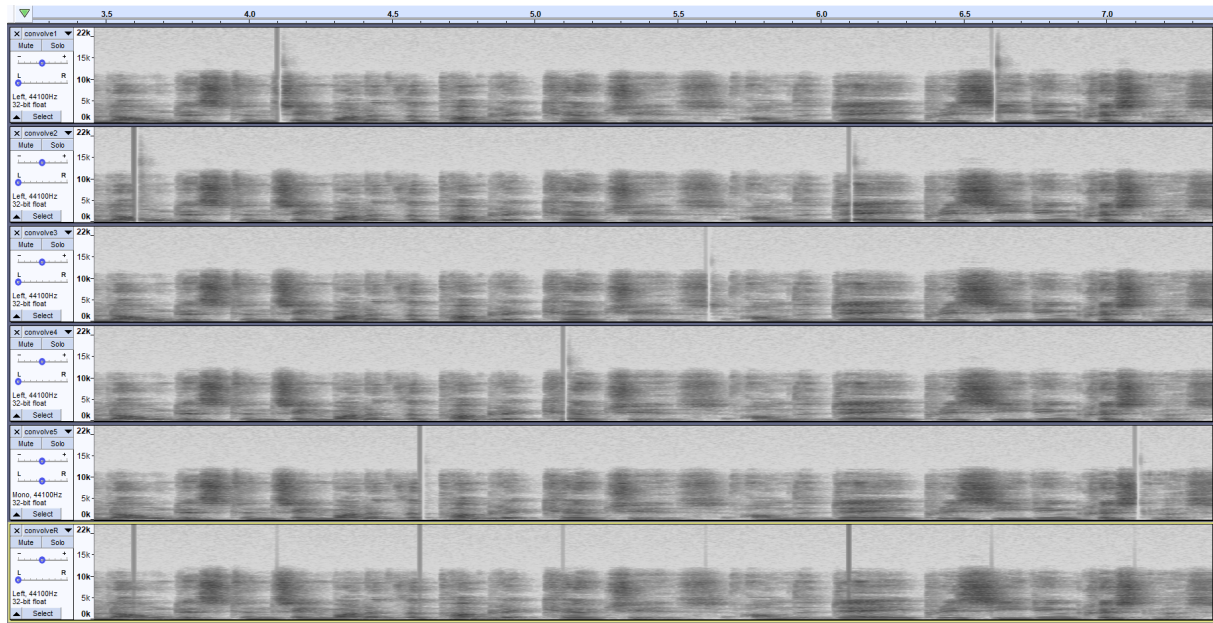 3.5 4.0 4.5 5.0 5.5 6.0 6.5 7.0
× convolve1 ▼ 22k
Mute Solo
- +
15k
L R
10k
Left, 44100Hz
32-bit float
5k
▲ Select 0k
× convolve2 ▼ 22k
Mute Solo
- +
15k
L R
10k
Left, 44100Hz
32-bit float
5k
▲ Select 0k
× convolve3 ▼ 22k
Mute Solo
- +
15k
L R
10k
Left, 44100Hz
32-bit float
5k
▲ Select 0k
× convolve4 ▼ 22k
Mute Solo
- +
15k
L R
10k
Left, 44100Hz
32-bit float
5k
▲ Select 0k
× convolve5 ▼ 22k
Mute Solo
- +
15k
L R
10k
Mono, 44100Hz
32-bit float
5k
▲ Select 0k
× convolveR ▼ 22k
Mute Solo
- +
15k
L R
10k
Left, 44100Hz
32-bit float
5k
▲ Select 0k